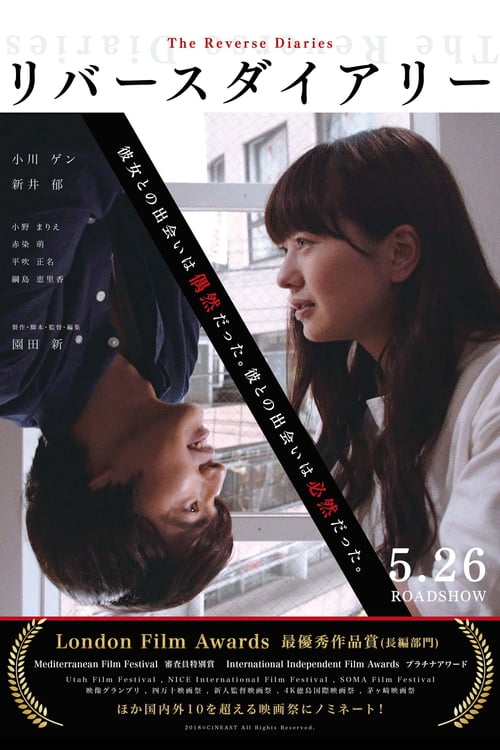 The Reverse Diaries
The Reverse Diaries
リバースダイアリー
小川 ゲン
新井 郁
小野 まりえ
赤染 萌
平吹 正名
綱島 恵里香
製作・脚本・監督・編集
園田 新
彼女との出会いは偶然だった。彼との出会いは必然だった。
5.26
ROADSHOW
London Film Awards 最優秀作品賞(長編部門)
Mediterranean Film Festival 審査員特別賞 International Independent Film Awards プラチナアワード
Utah Film Festival , NICE International Film Festival , SOMA Film Festival
映像グランプリ , 四万十映画祭 , 新人監督映画祭 , 4K徳島国際映画祭 , 茅ヶ崎映画祭
ほか国内外10を超える映画祭にノミネート!
2018©CiNEAST All Rights Reserved.